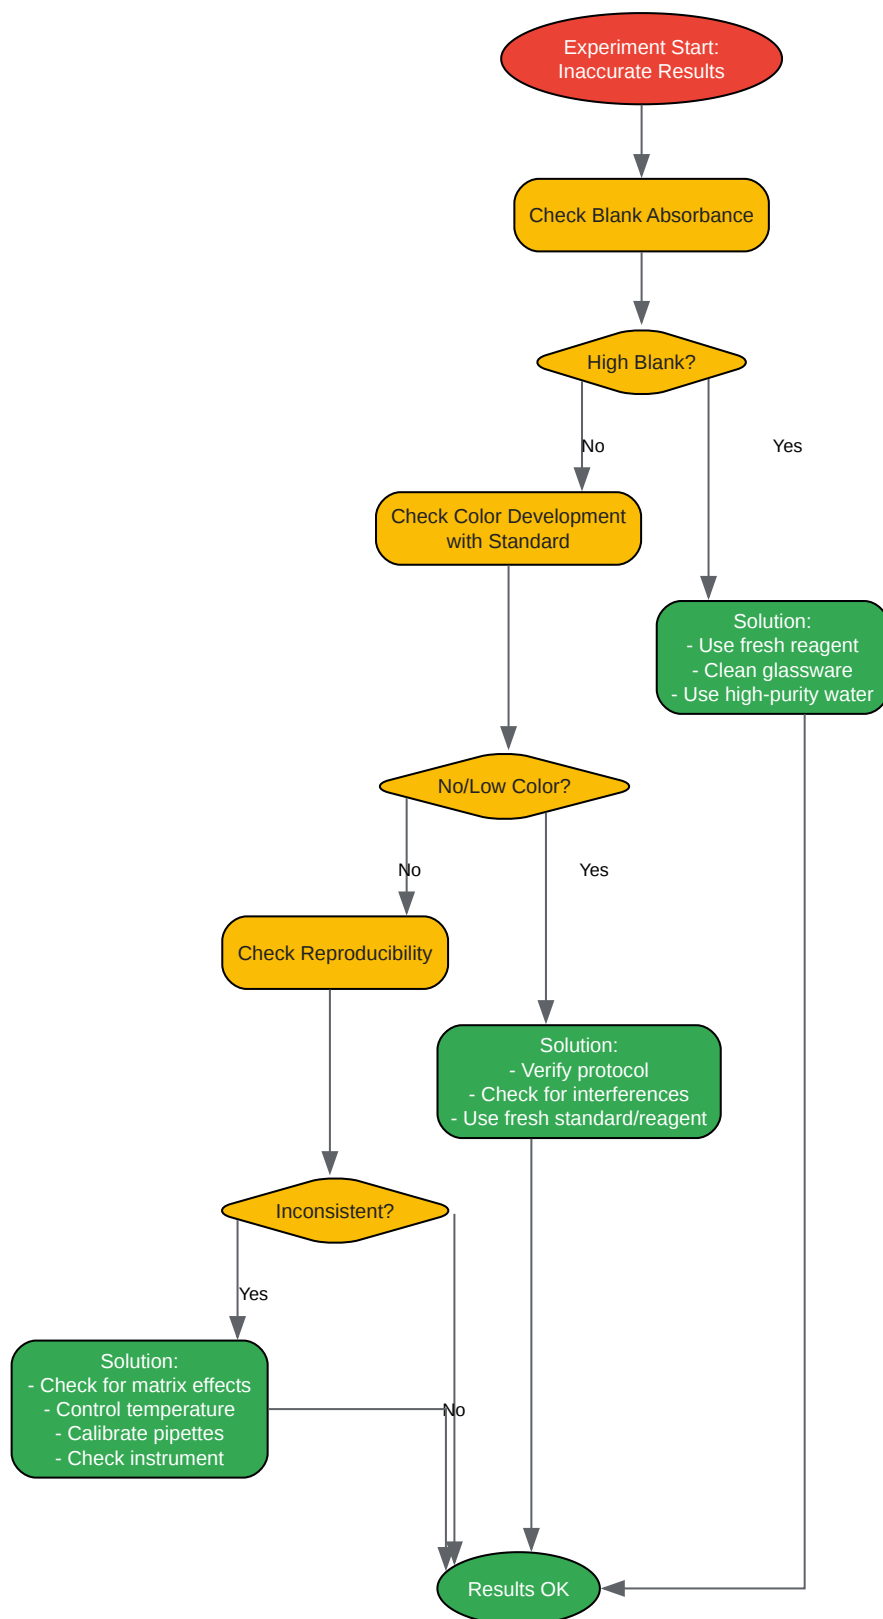 Experiment Start:
Inaccurate Results
Check Blank Absorbance
High Blank?
No
Yes
Check Color Development
with Standard
Solution:
- Use fresh reagent
- Clean glassware
- Use high-purity water
No/Low Color?
No
Yes
Check Reproducibility
Solution:
- Verify protocol
- Check for interferences
- Use fresh standard/reagent
Inconsistent?
Yes
Solution:
- Check for matrix effects
- Control temperature
- Calibrate pipettes
- Check instrument
No
Results OK